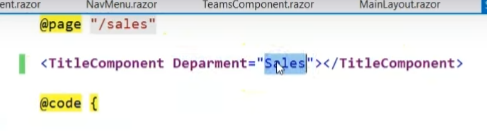 ent.razor NavMenu.razor TeamsComponent.razor MainLayout.razor
@page "/sales"
<TitleComponent Deparment="Sales"></TitleComponent>
@code {